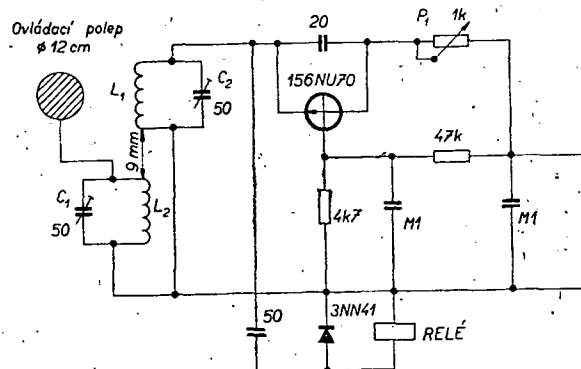 Ovládací polep
φ 12 cm
L₁
C₂
50
9 mm
C₁
50
L₂
20
156NU70
P₁
1k
47k
4k7
M1
M1
50
3NN41
RELÉ